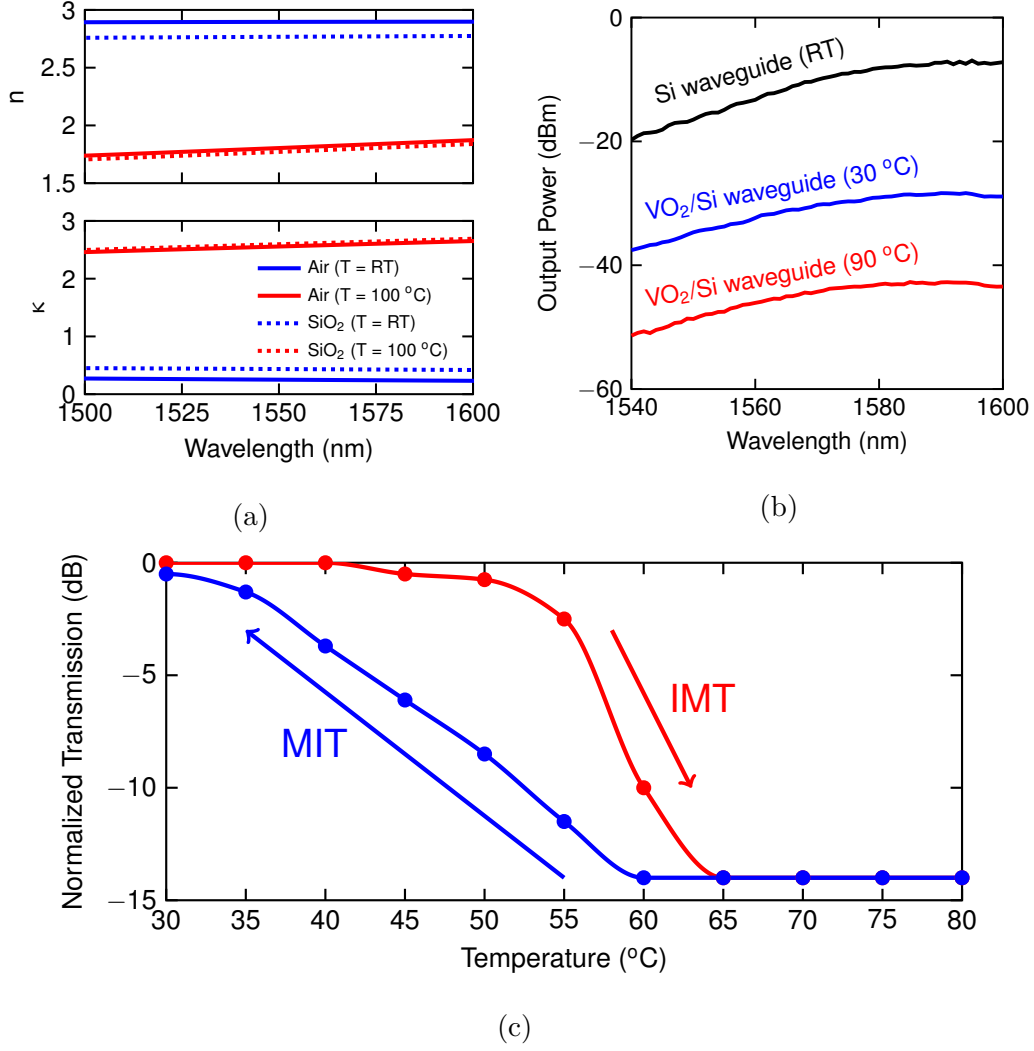 3
2.5
2
1.5
n
3
2
1
0
κ
Air (T = RT)
Air (T = 100 °C)
SiO₂ (T = RT)
SiO₂ (T = 100 °C)
1500 1525 1550 1575 1600
Wavelength (nm)
(a)
0
−20
−40
−60
Output Power (dBm)
Si waveguide (RT)
VO₂/Si waveguide (30 °C)
VO₂/Si waveguide (90 °C)
1540 1560 1580 1600
Wavelength (nm)
(b)
0
−5
−10
−15
Normalized Transmission (dB)
MIT
IMT
30 35 40 45 50 55 60 65 70 75 80
Temperature (°C)
(c)